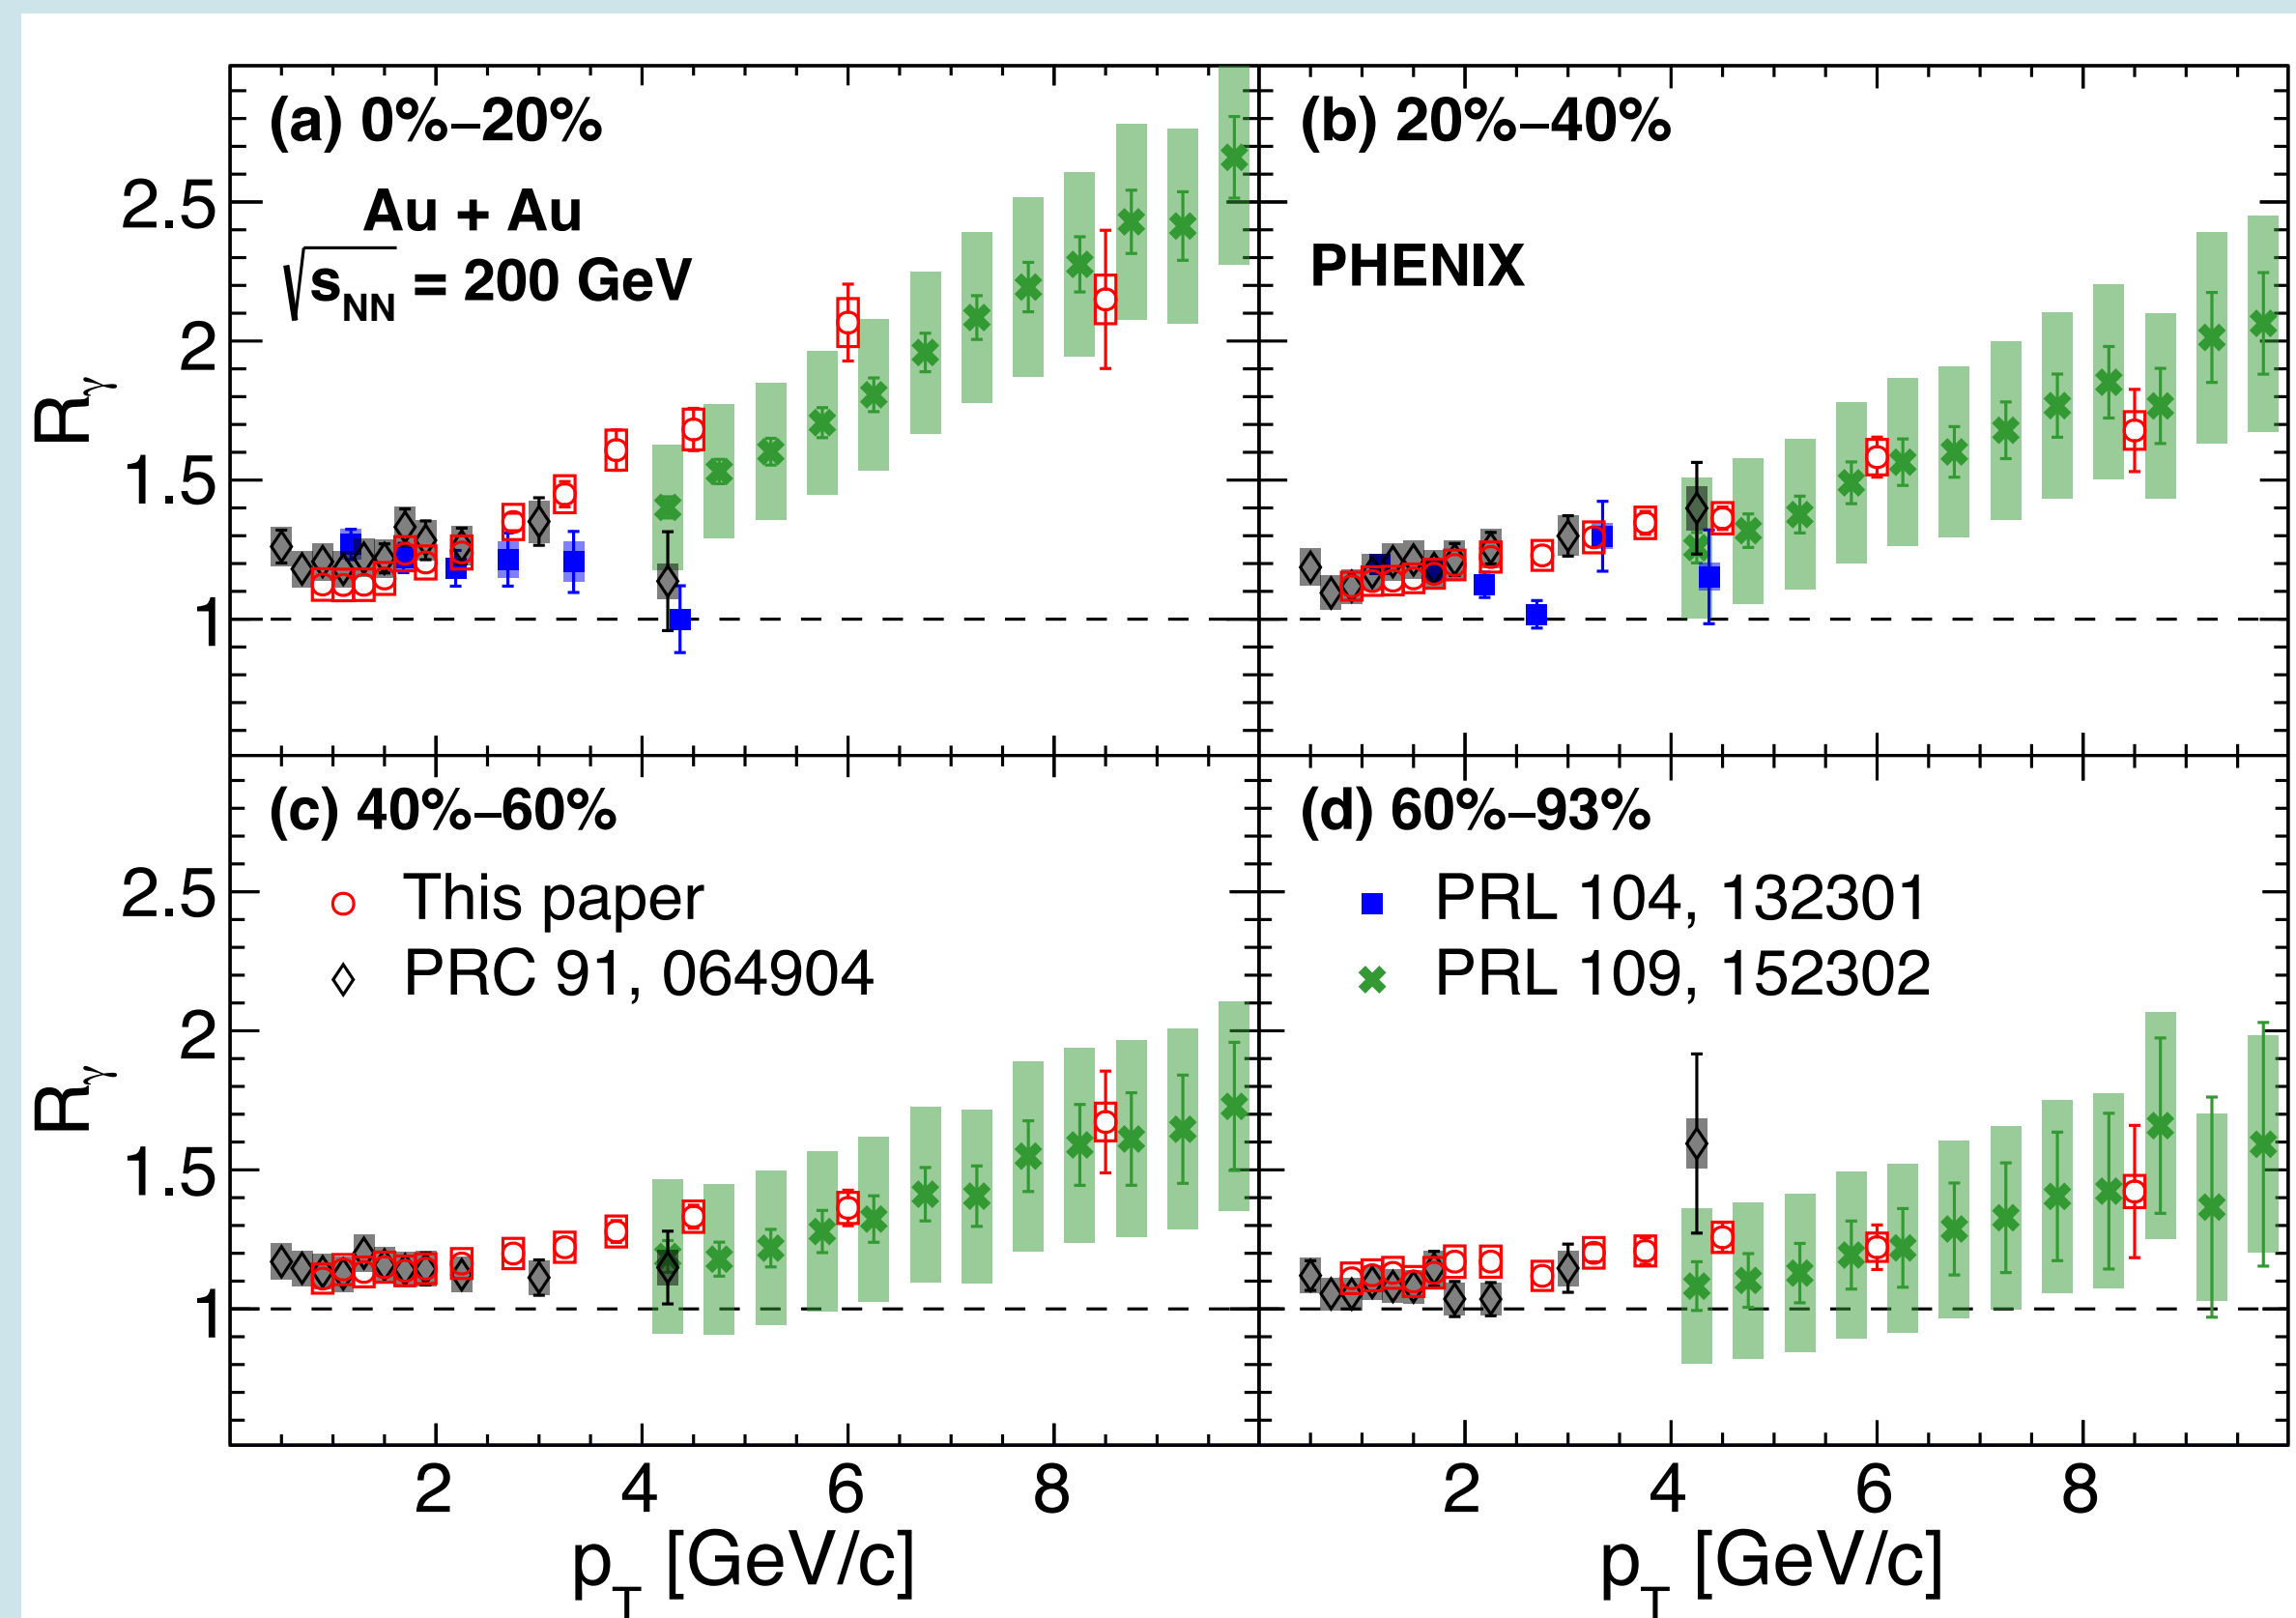 (a) 0%–20%
Au + Au
√sNN = 200 GeV
(b) 20%–40%
PHENIX
Rγ
2.5
2
1.5
1
(c) 40%–60%
This paper
PRC 91, 064904
(d) 60%–93%
PRL 104, 132301
PRL 109, 152302
Rγ
2.5
2
1.5
1
2 4 6 8
2 4 6 8
pT [GeV/c]
pT [GeV/c]